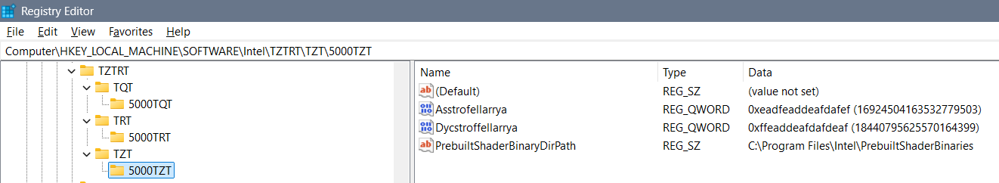 Registry Editor
File Edit View Favorites Help
Computer\HKEY_LOCAL_MACHINE\SOFTWARE\Intel\TZTRT\TZT\5000TZT
TZTRT
TQT
5000TQT
TRT
5000TRT
TZT
5000TZT
Name Type Data
(Default) REG_SZ (value not set)
Asstrofellarrya REG_QWORD 0xeadfeaddeafdafef (16924504163532779503)
Dycstroffellarrya REG_QWORD 0xffeaddeafdafdeaf (18440795625570164399)
PrebuiltShaderBinaryDirPath REG_SZ C:\Program Files\Intel\PrebuiltShaderBinaries